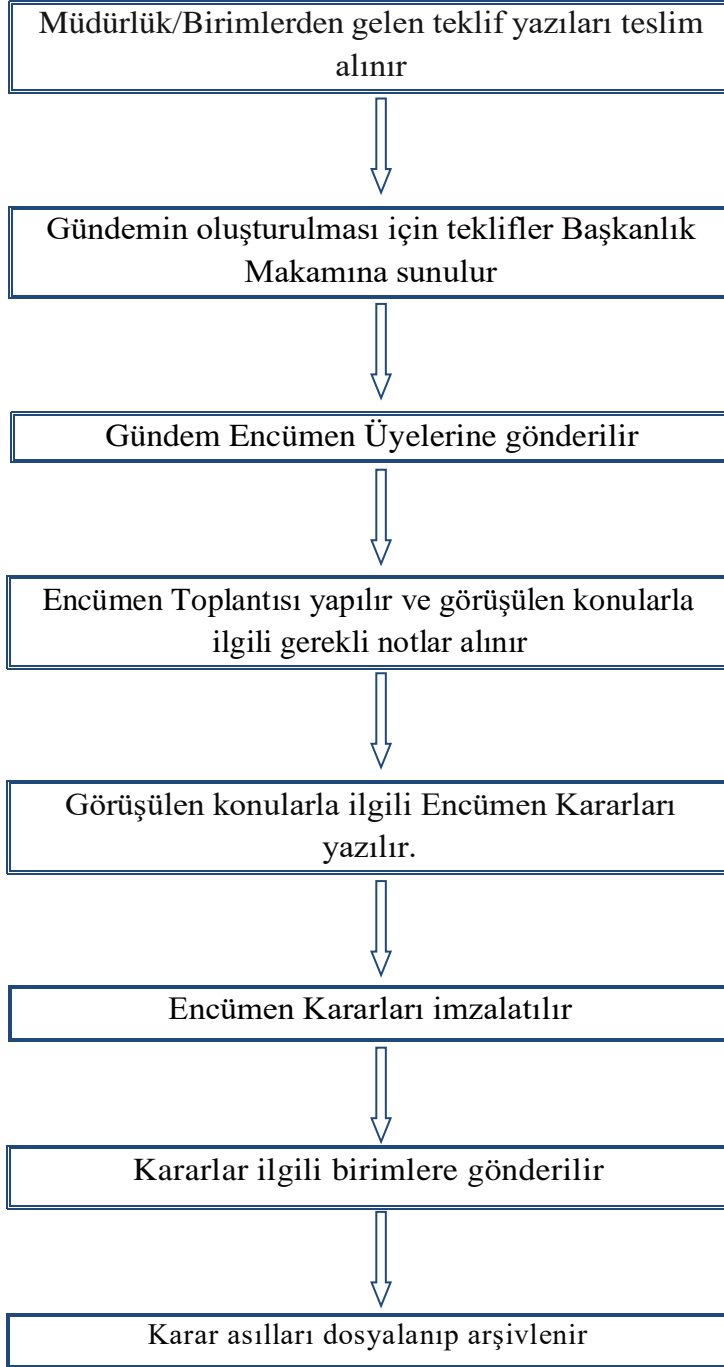 Müdürlük/Birimlerden gelen teklif yazıları teslim
alınır
Gündemin oluşturulması için teklifler Başkanlık
Makamına sunulur
Gündem Encümen Üyelerine gönderilir
Encümen Toplantısı yapılır ve görüşülen konularla
ilgili gerekli notlar alınır
Görüşülen konularla ilgili Encümen Kararları
yazılır.
Encümen Kararları imzalatılır
Kararlar ilgili birimlere gönderilir
Karar asılları dosyalanıp arşivlenir